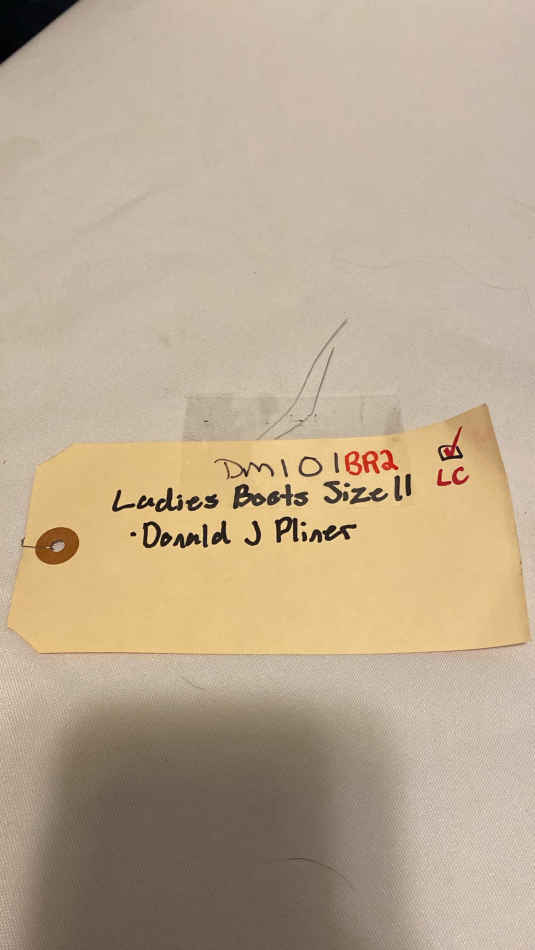 DM101BR2
LC
Ladies Boots Size 11
·Donald J Pliner